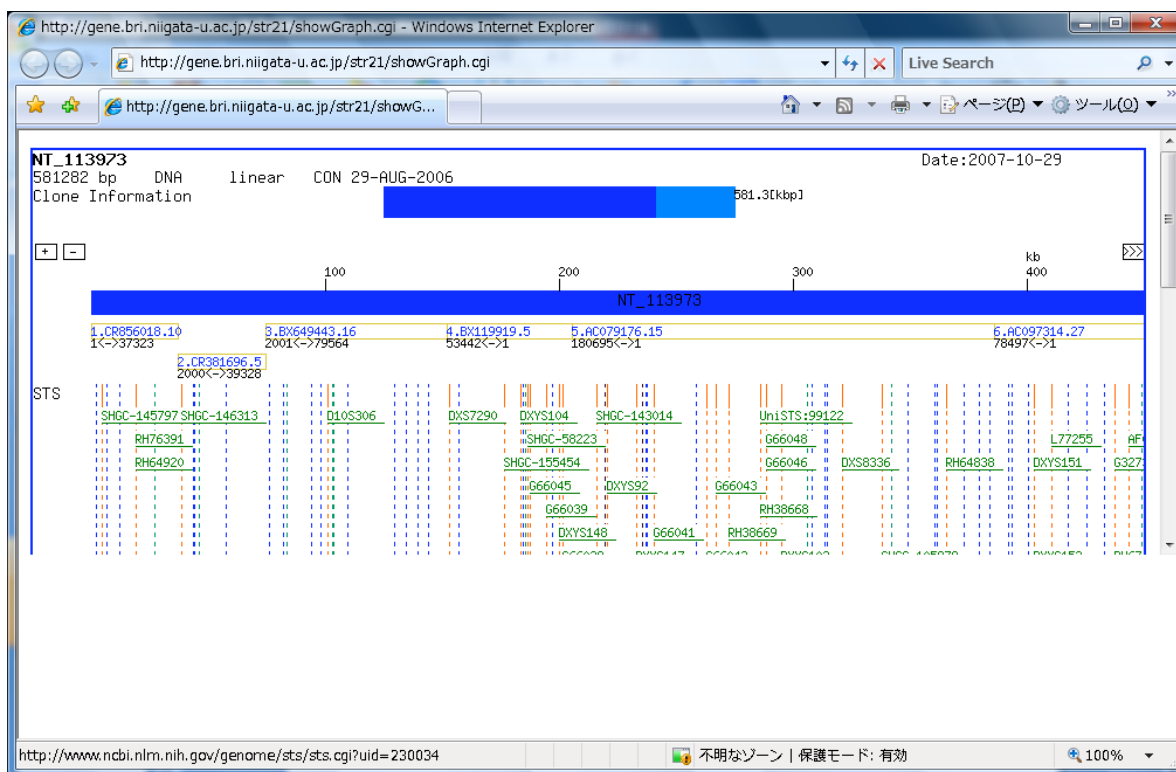 http://gene.bri.niigata-u.ac.jp/str21/showGraph.cgi - Windows Internet Explorer
http://gene.bri.niigata-u.ac.jp/str21/showGraph.cgi
Live Search
http://gene.bri.niigata-u.ac.jp/str21/showG...
ページ(P) ツール(O)
NT_113973 Date:2007-10-29
581282 bp DNA linear CON 29-AUG-2006
Clone Information 581.3[kbp]
+ - kb >>>
100 200 300 400
NT_113973
1.CR856018.10 3.BX649443.16 4.BX119919.5 5.AC079176.15 6.AC097314.27
1<->37323 2001<->79564 53442<->1 180695<->1 78497<->1
2.CR381696.5
2000<->39328
STS
SHGC-145797 SHGC-146313 D10S306 DXS7290 DXYS104 SHGC-143014 UniSTS:99122
RH76391 SHGC-58223 G66048 L77255
RH64920 SHGC-155454 G66046 DXS8336 RH64838 DXYS151
G66045 DXYS92 G66043
G66039 RH38668
DXYS148 G66041 RH38669
http://www.ncbi.nlm.nih.gov/genome/sts/sts.cgi?uid=230034 不明なゾーン | 保護モード: 有効 100%